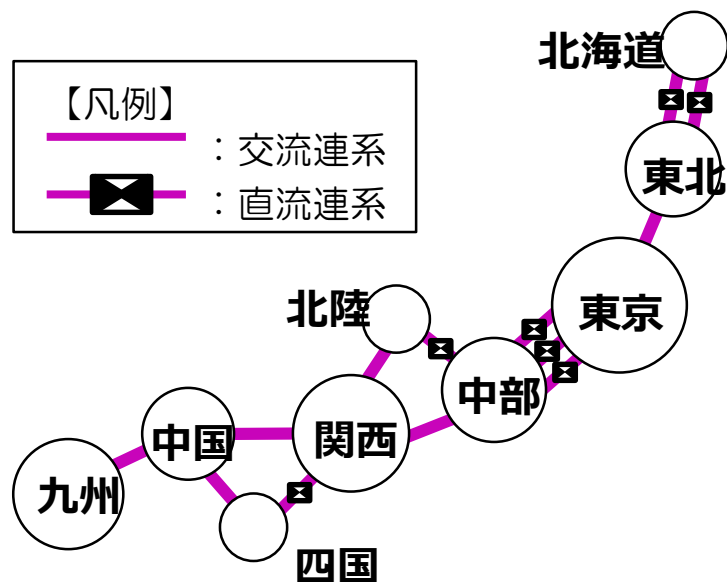 北海道
【凡例】
：交流連系
：直流連系
東北
北陸
東京
中部
中国
関西
九州
四国